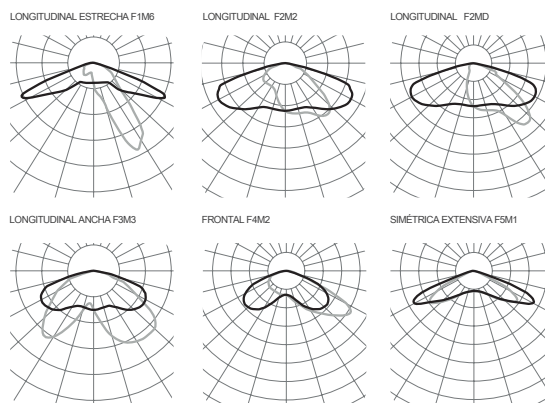 LONGITUDINAL ESTRECHA F1M6
LONGITUDINAL F2M2
LONGITUDINAL F2MD
LONGITUDINAL ANCHA F3M3
FRONTAL F4M2
SIMÉTRICA EXTENSIVA F5M1